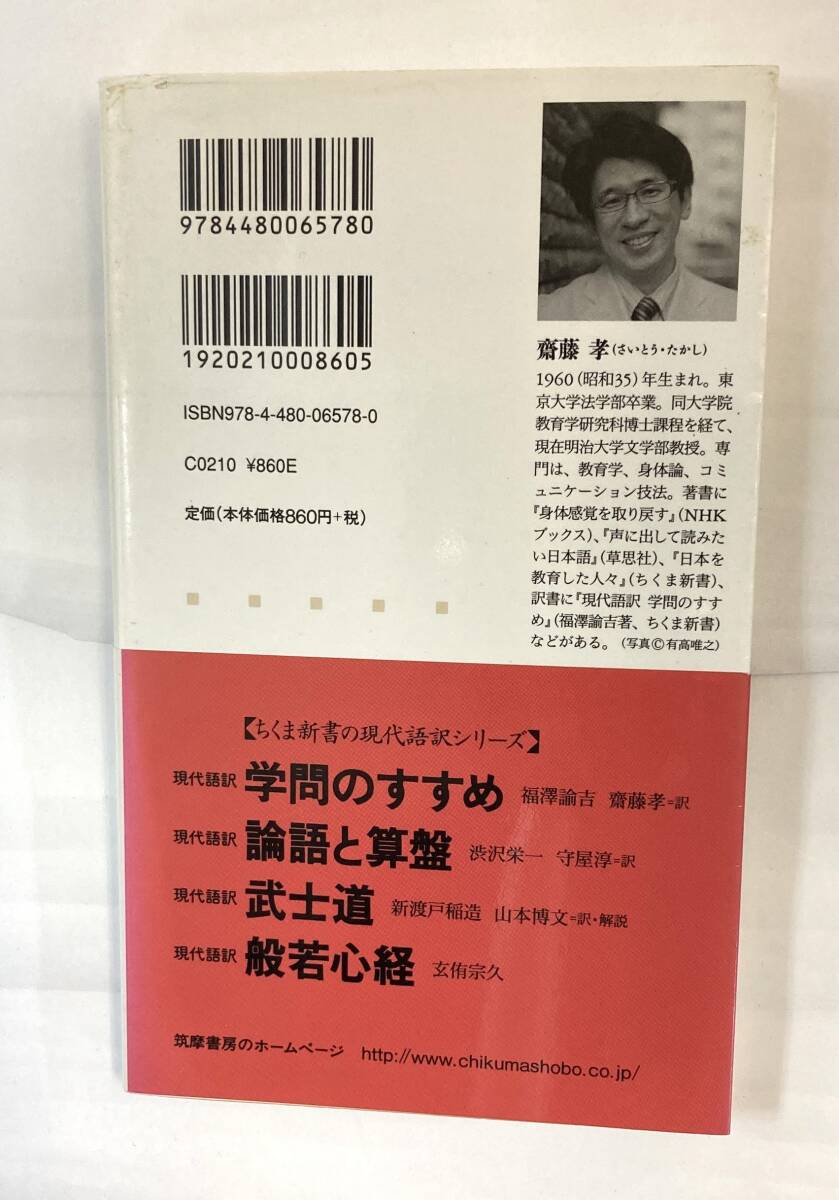 9784480065780
1920210008605
ISBN978-4-480-06578-0
C0210 ¥860E
定価(本体価格860円+税)
齋藤 孝(さいとう・たかし)
1960(昭和35)年生まれ。東
京大学法学部卒業。同大学院
教育学研究科博士課程を経て、
現在明治大学文学部教授。専
門は、教育学、身体論、コミ
ュニケーション技法。著書に
『身体感覚を取り戻す』(NHK
ブックス)、『声に出して読みた
い日本語』(草思社)、『日本を
教育した人々』(ちくま新書)、
訳書に『現代語訳 学問のすす
め』(福澤諭吉著、ちくま新書)
などがある。 (写真©有高唯之)
【ちくま新書の現代語訳シリーズ】
現代語訳 学問のすすめ 福澤諭吉 齋藤孝=訳
現代語訳 論語と算盤 渋沢栄一 守屋淳=訳
現代語訳 武士道 新渡戸稲造 山本博文=訳・解説
現代語訳 般若心経 玄侑宗久
筑摩書房のホームページ http://www.chikumashobo.co.jp/